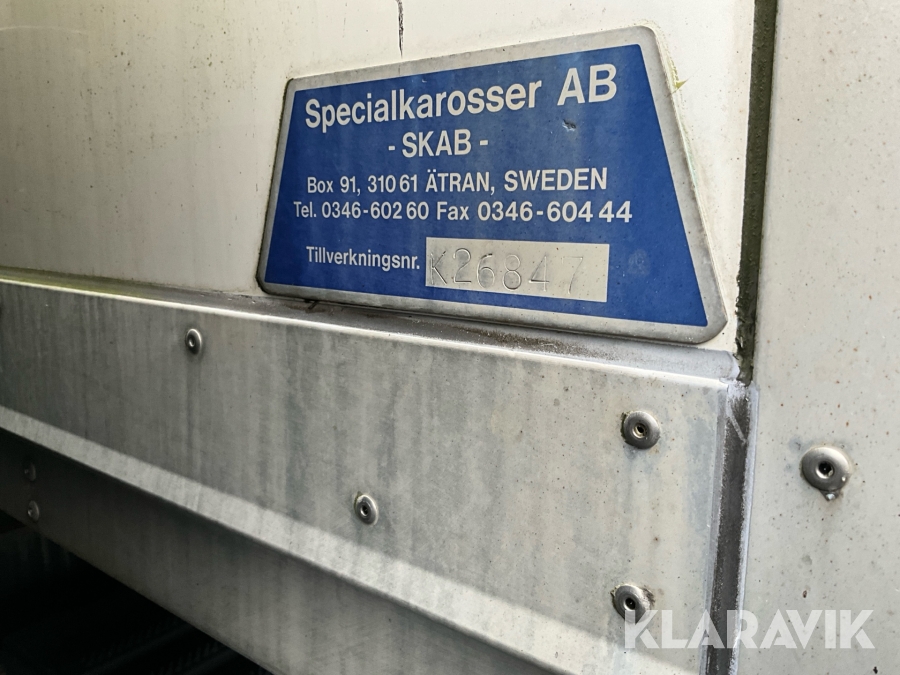 Specialkarosser AB
- SKAB -
Box 91, 310 61 ÄTRAN, SWEDEN
Tel. 0346-602 60 Fax 0346-604 44
Tillverkningsnr. K26847
KLARAVIK